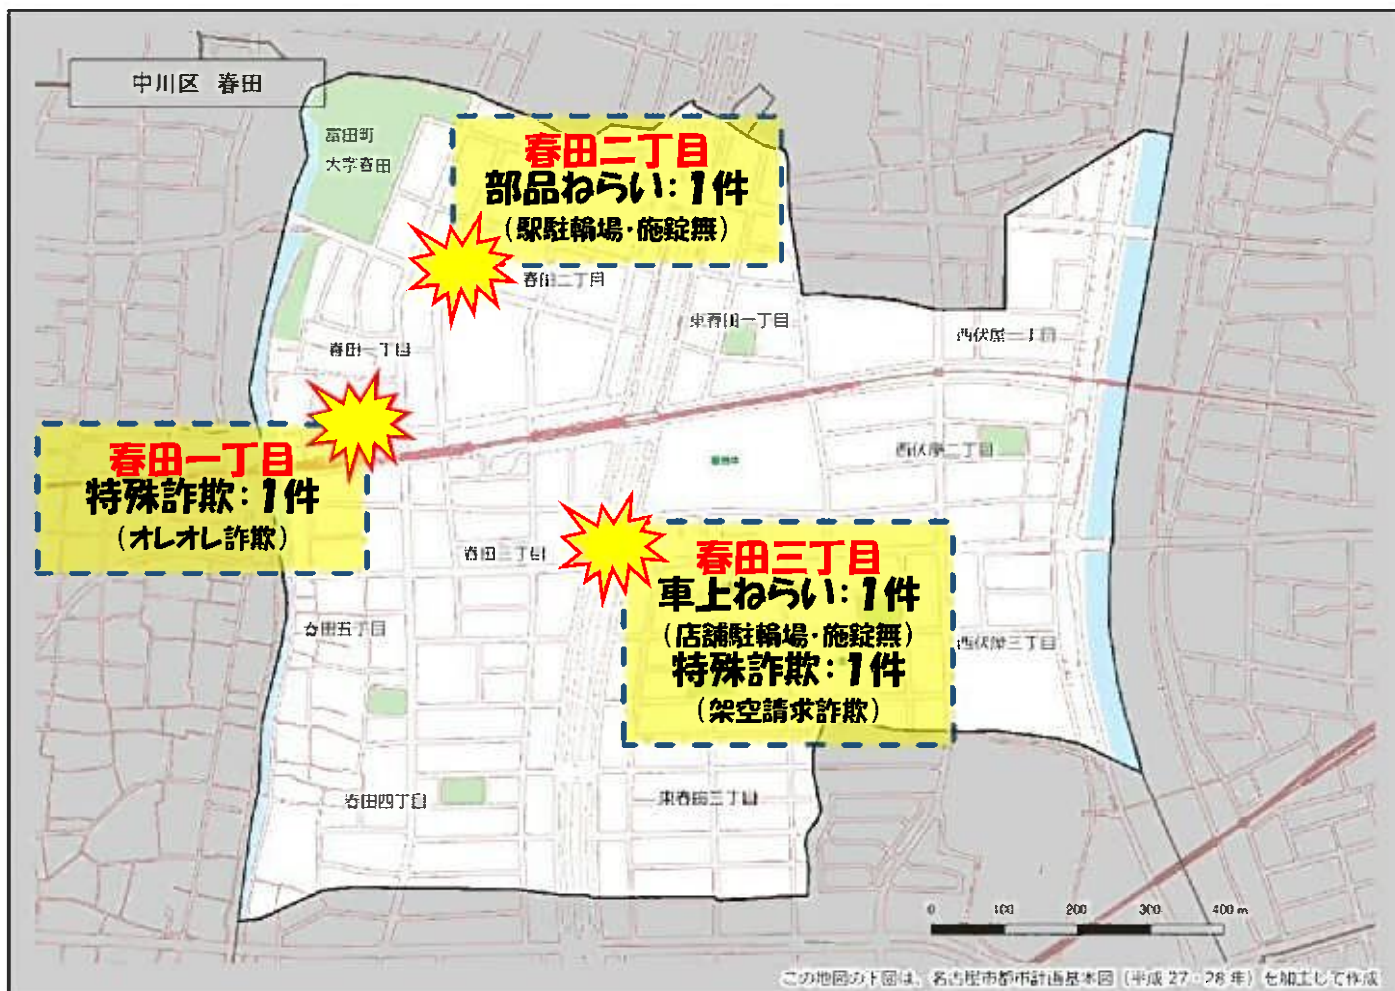 中川区 春田
富田町
大字春田
春田二丁目
部品ねらい：1件
(駅駐輪場・施錠無)
春田二丁目
東春田一丁目
西伏屋一丁目
春田一丁目
春田一丁目
特殊詐欺：1件
(オレオレ詐欺)
西伏屋二丁目
春田三丁目
春田三丁目
車上ねらい：1件
(店舗駐輪場・施錠無)
特殊詐欺：1件
(架空請求詐欺)
春田五丁目
西伏屋三丁目
春田四丁目
東春田三丁目
0 100 200 300 400 m
この地図の下図は、名古屋市都市計画基本図（平成 27・28 年）を加工して作成